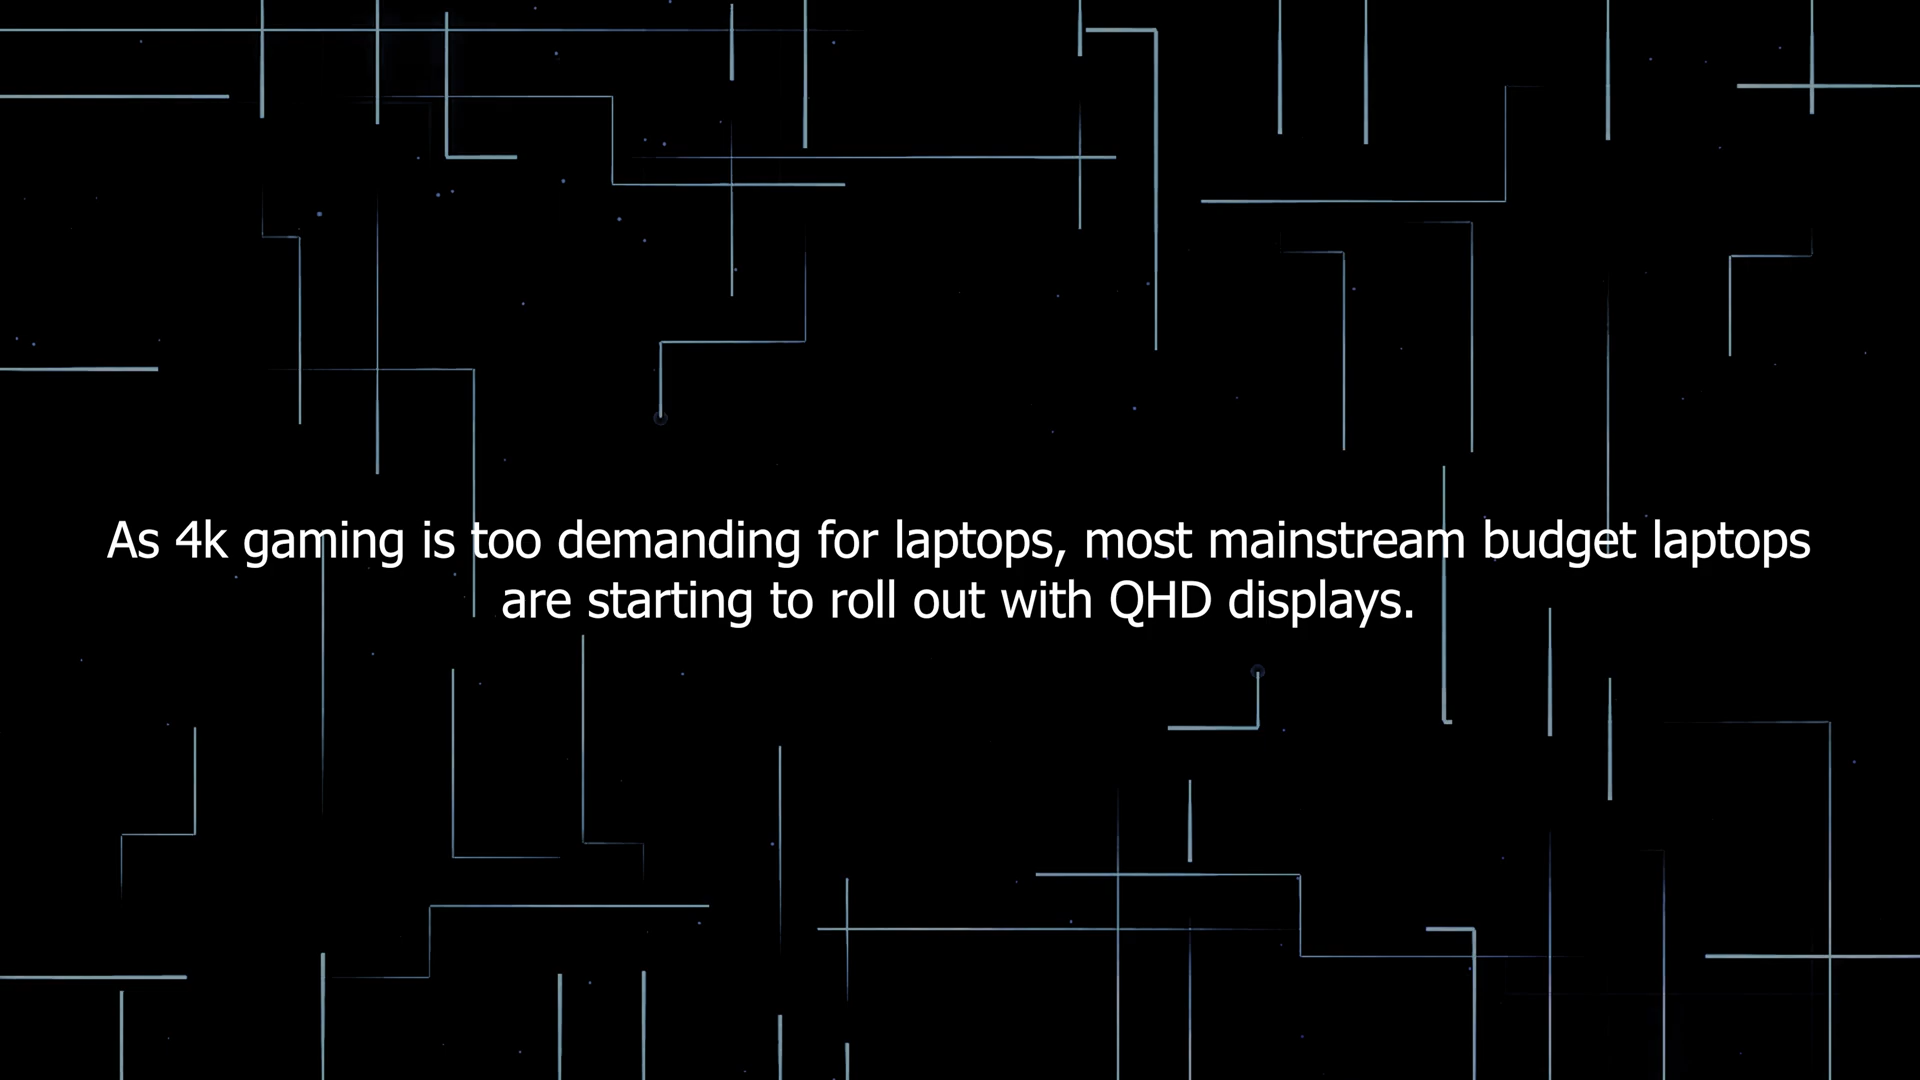 As 4k gaming is too demanding for laptops, most mainstream budget laptops
are starting to roll out with QHD displays.